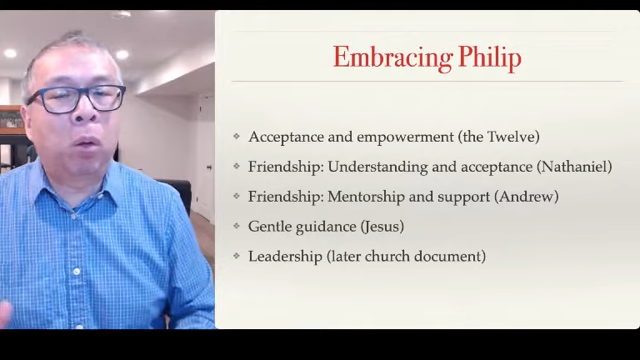 Embracing Philip
Acceptance and empowerment (the Twelve)
Friendship: Understanding and acceptance (Nathaniel)
Friendship: Mentorship and support (Andrew)
Gentle guidance (Jesus)
Leadership (later church document)